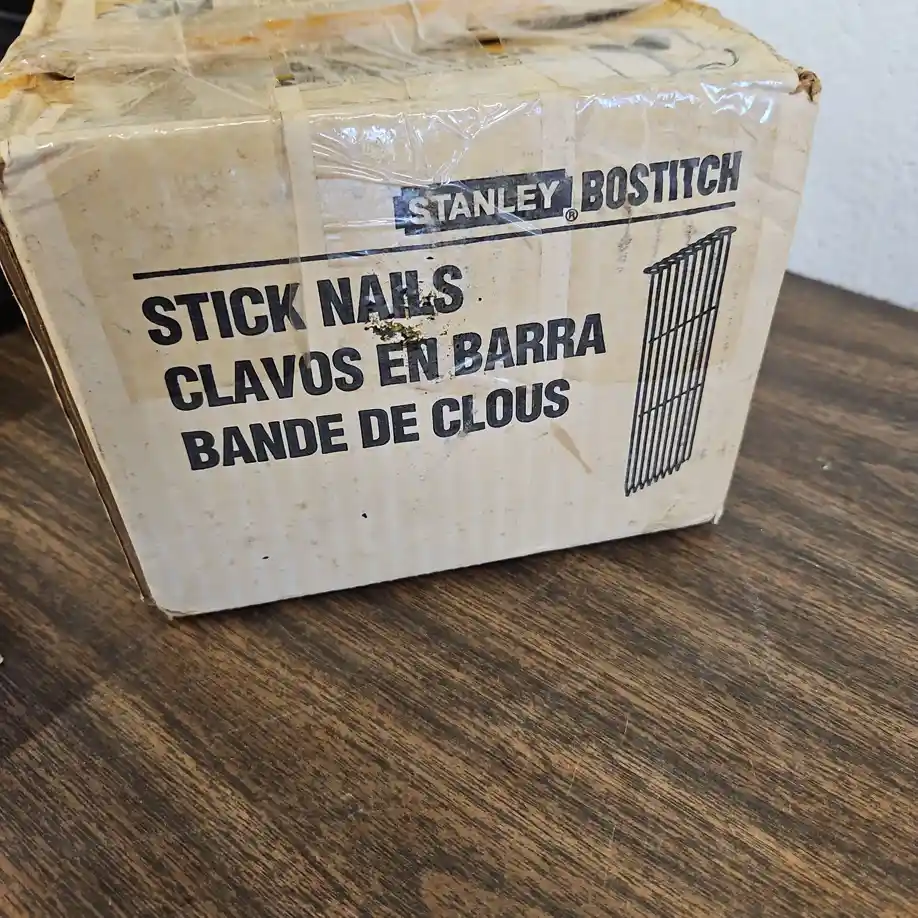 STANLEY® BOSTITCH
STICK NAILS
CLAVOS EN BARRA
BANDE DE CLOUS